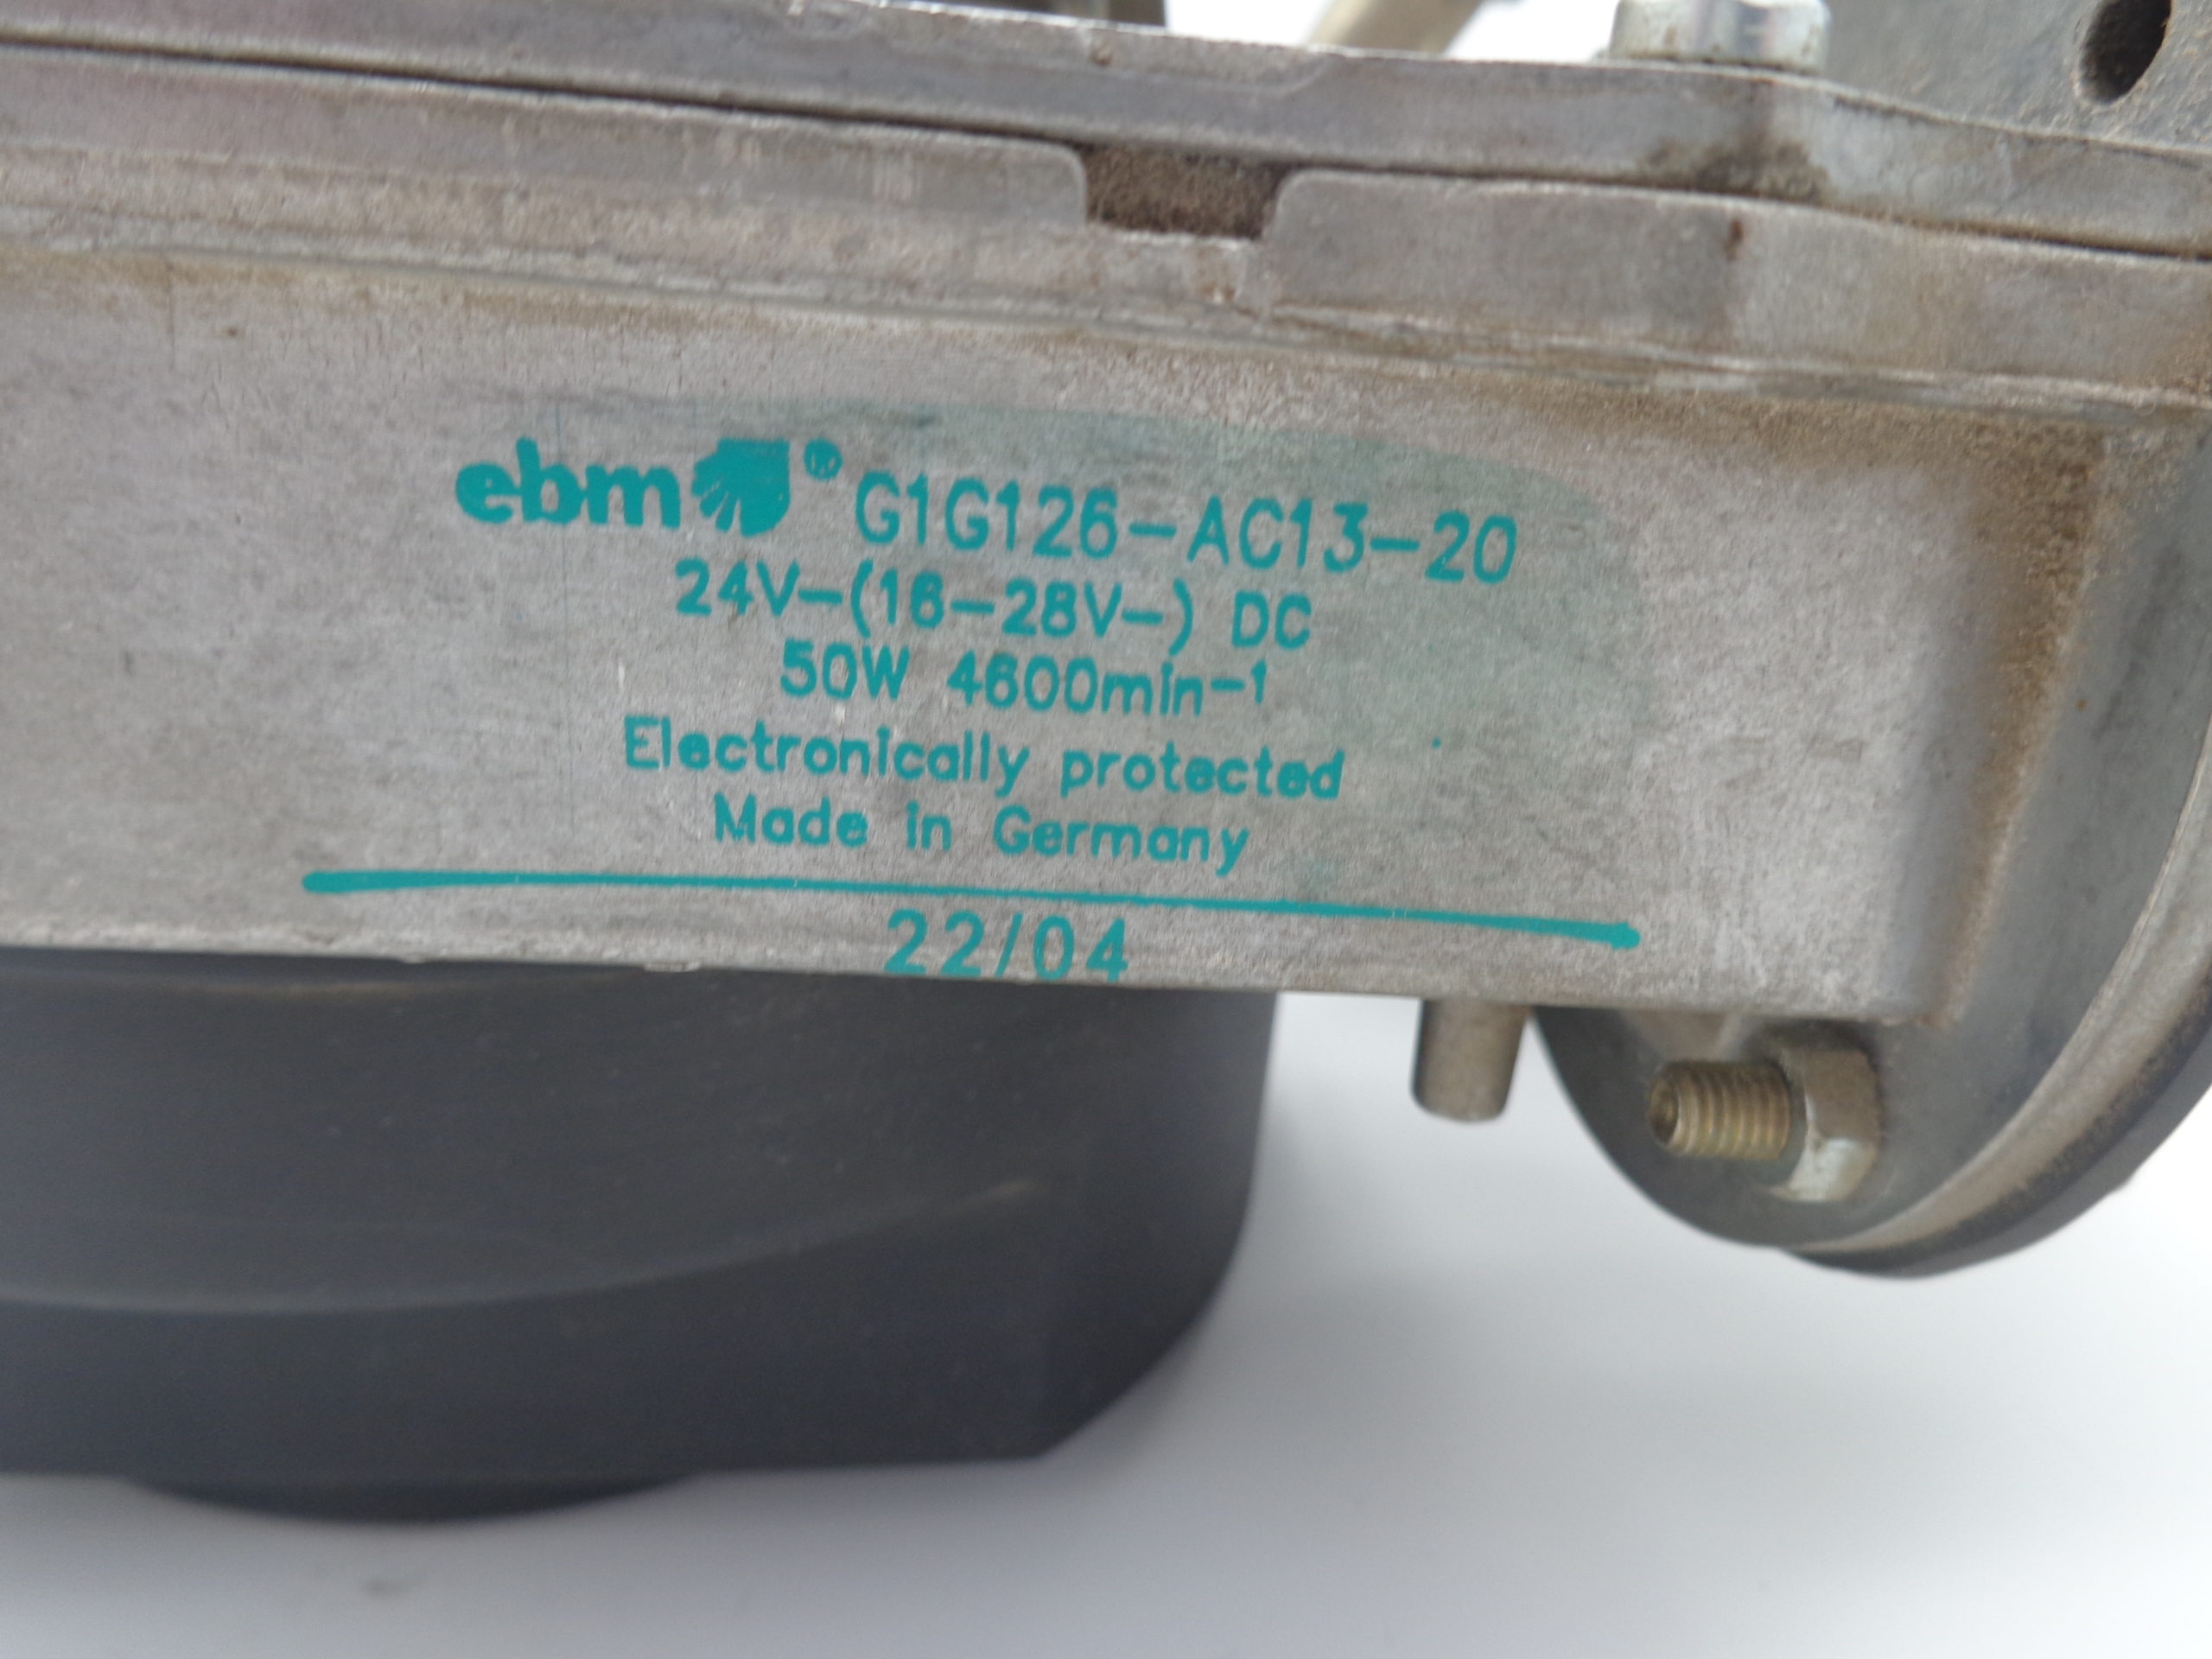 ebm® G1G126-AC13-20
24V-(16-28V-) DC
50W 4600min-1
Electronically protected
Made in Germany
22/04